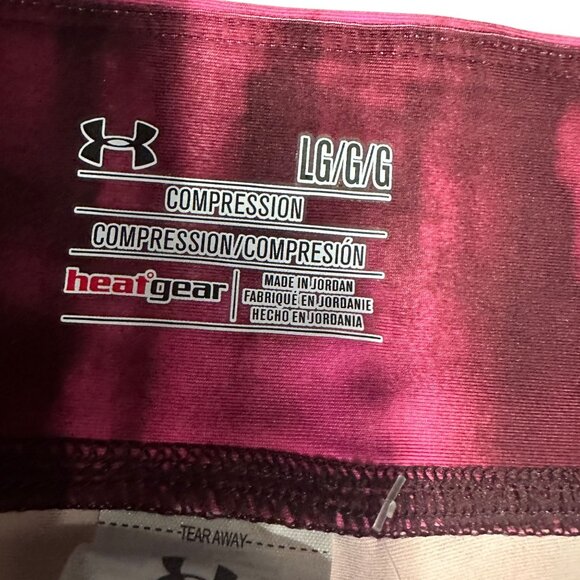 LG/G/G
COMPRESSION
COMPRESSION/COMPRESIÓN
heatgear
MADE IN JORDAN
FABRIQUÉ EN JORDANIE
HECHO EN JORDANIA
TEAR AWAY